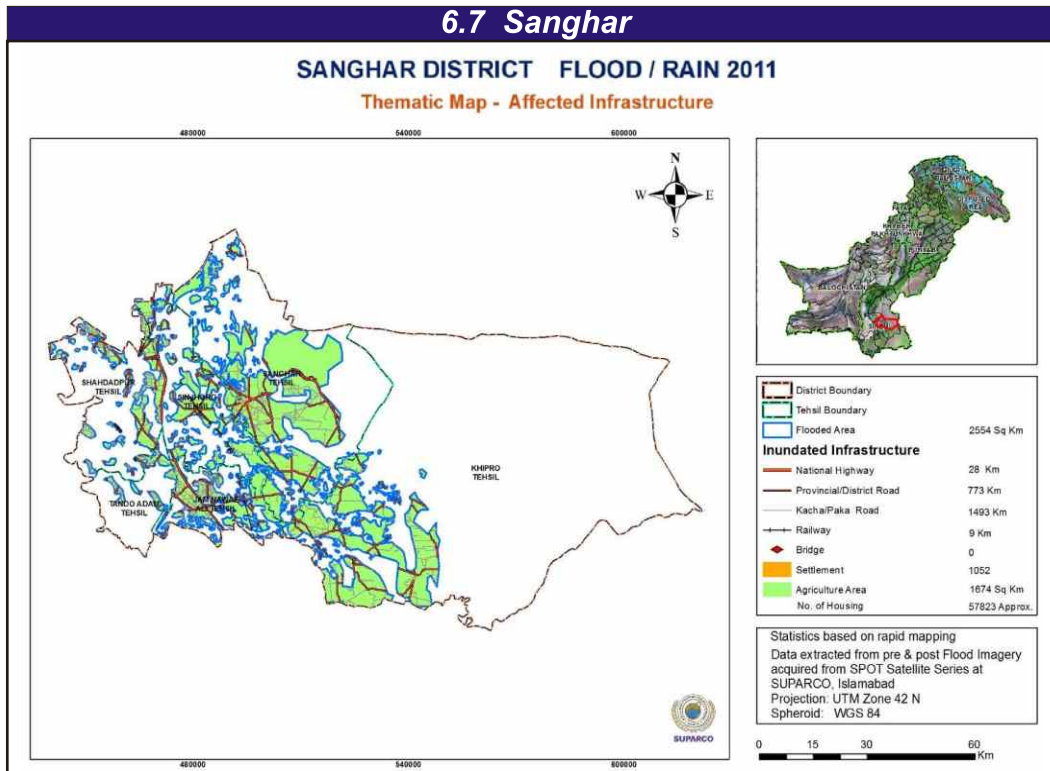 6.7 Sanghar
SANGHAR DISTRICT FLOOD / RAIN 2011
Thematic Map - Affected Infrastructure
480000 540000 600000
N
W E
S
SHAHDADPUR TEHSIL
SANGHAR TEHSIL
KHIPRO TEHSIL
TANDO ADAM TEHSIL
JAM NAWAZ ALI TEHSIL
BALOCHISTAN
District Boundary
Tehsil Boundary
Flooded Area 2554 Sq Km
Inundated Infrastructure
National Highway 28 Km
Provincial/District Road 773 Km
Kacha/Paka Road 1493 Km
Railway 9 Km
Bridge 0
Settlement 1052
Agriculture Area 1674 Sq Km
No. of Housing 57823 Approx.
Statistics based on rapid mapping
Data extracted from pre & post Flood Imagery
acquired from SPOT Satellite Series at
SUPARCO, Islamabad
Projection: UTM Zone 42 N
Spheroid: WGS 84
SUPARCO
0 15 30 60
Km
480000 540000 600000